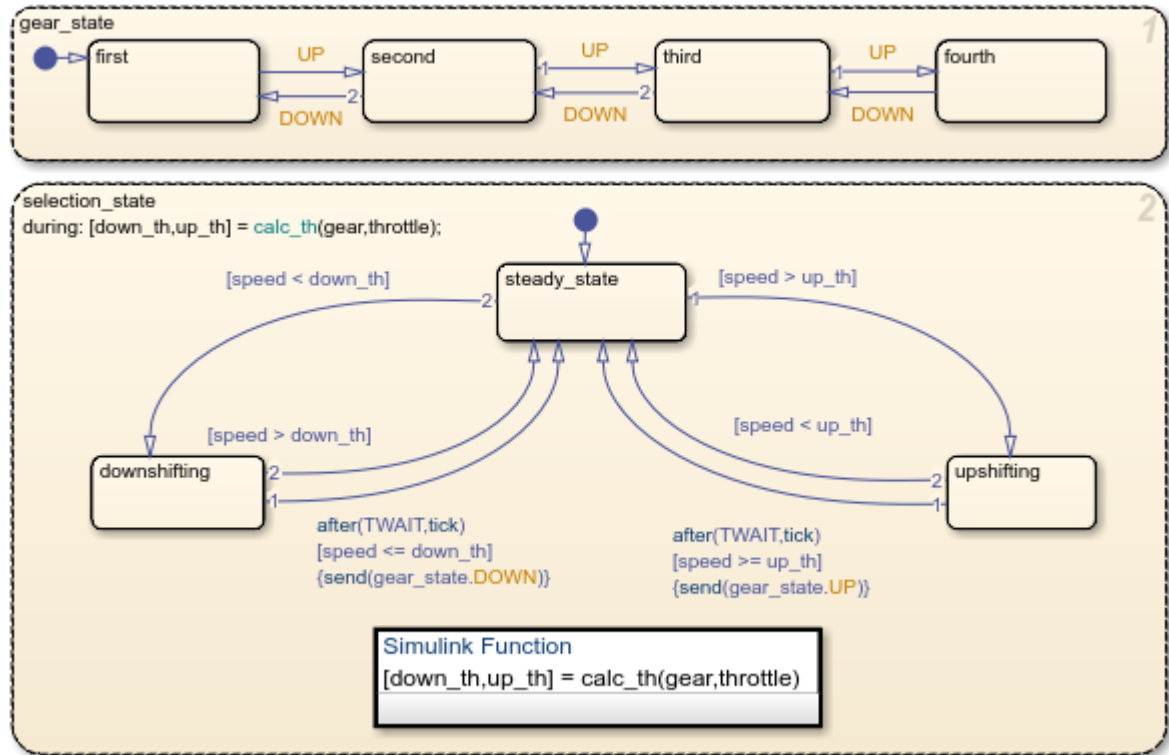 gear_state
1
first
UP
second
1
UP
third
1
UP
fourth
DOWN
2
DOWN
2
DOWN
selection_state
2
during: [down_th,up_th] = calc_th(gear,throttle);
[speed < down_th]
steady_state
[speed > up_th]
2
1
[speed > down_th]
[speed < up_th]
downshifting
2
1
upshifting
2
1
after(TWAIT,tick)
[speed <= down_th]
{send(gear_state.DOWN)}
after(TWAIT,tick)
[speed >= up_th]
{send(gear_state.UP)}
Simulink Function
[down_th,up_th] = calc_th(gear,throttle)